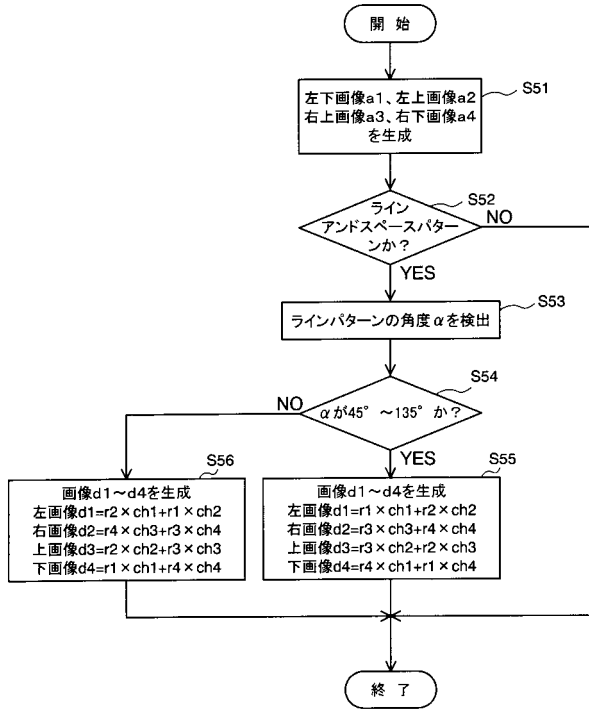 開始
S51
左下画像a1、左上画像a2
右上画像a3、右下画像a4
を生成
S52
ライン
アンドスペースパター
ンか？
NO
YES
S53
ラインパターンの角度αを検出
S54
αが45° ～135° か？
NO
YES
S56
画像d1～d4を生成
左画像d1=r2×ch1+r1×ch2
右画像d2=r4×ch3+r3×ch4
上画像d3=r2×ch2+r3×ch3
下画像d4=r1×ch1+r4×ch4
S55
画像d1～d4を生成
左画像d1=r1×ch1+r2×ch2
右画像d2=r3×ch3+r4×ch4
上画像d3=r3×ch2+r2×ch3
下画像d4=r4×ch1+r1×ch4
終了